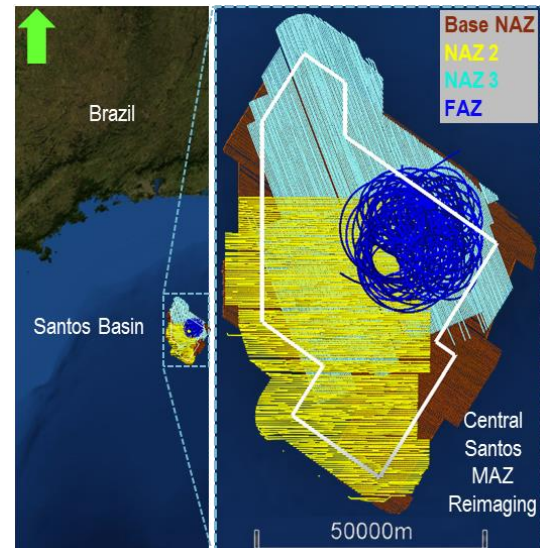 Brazil
Santos Basin
Base NAZ
NAZ 2
NAZ 3
FAZ
Central
Santos
MAZ
Reimaging
50000m